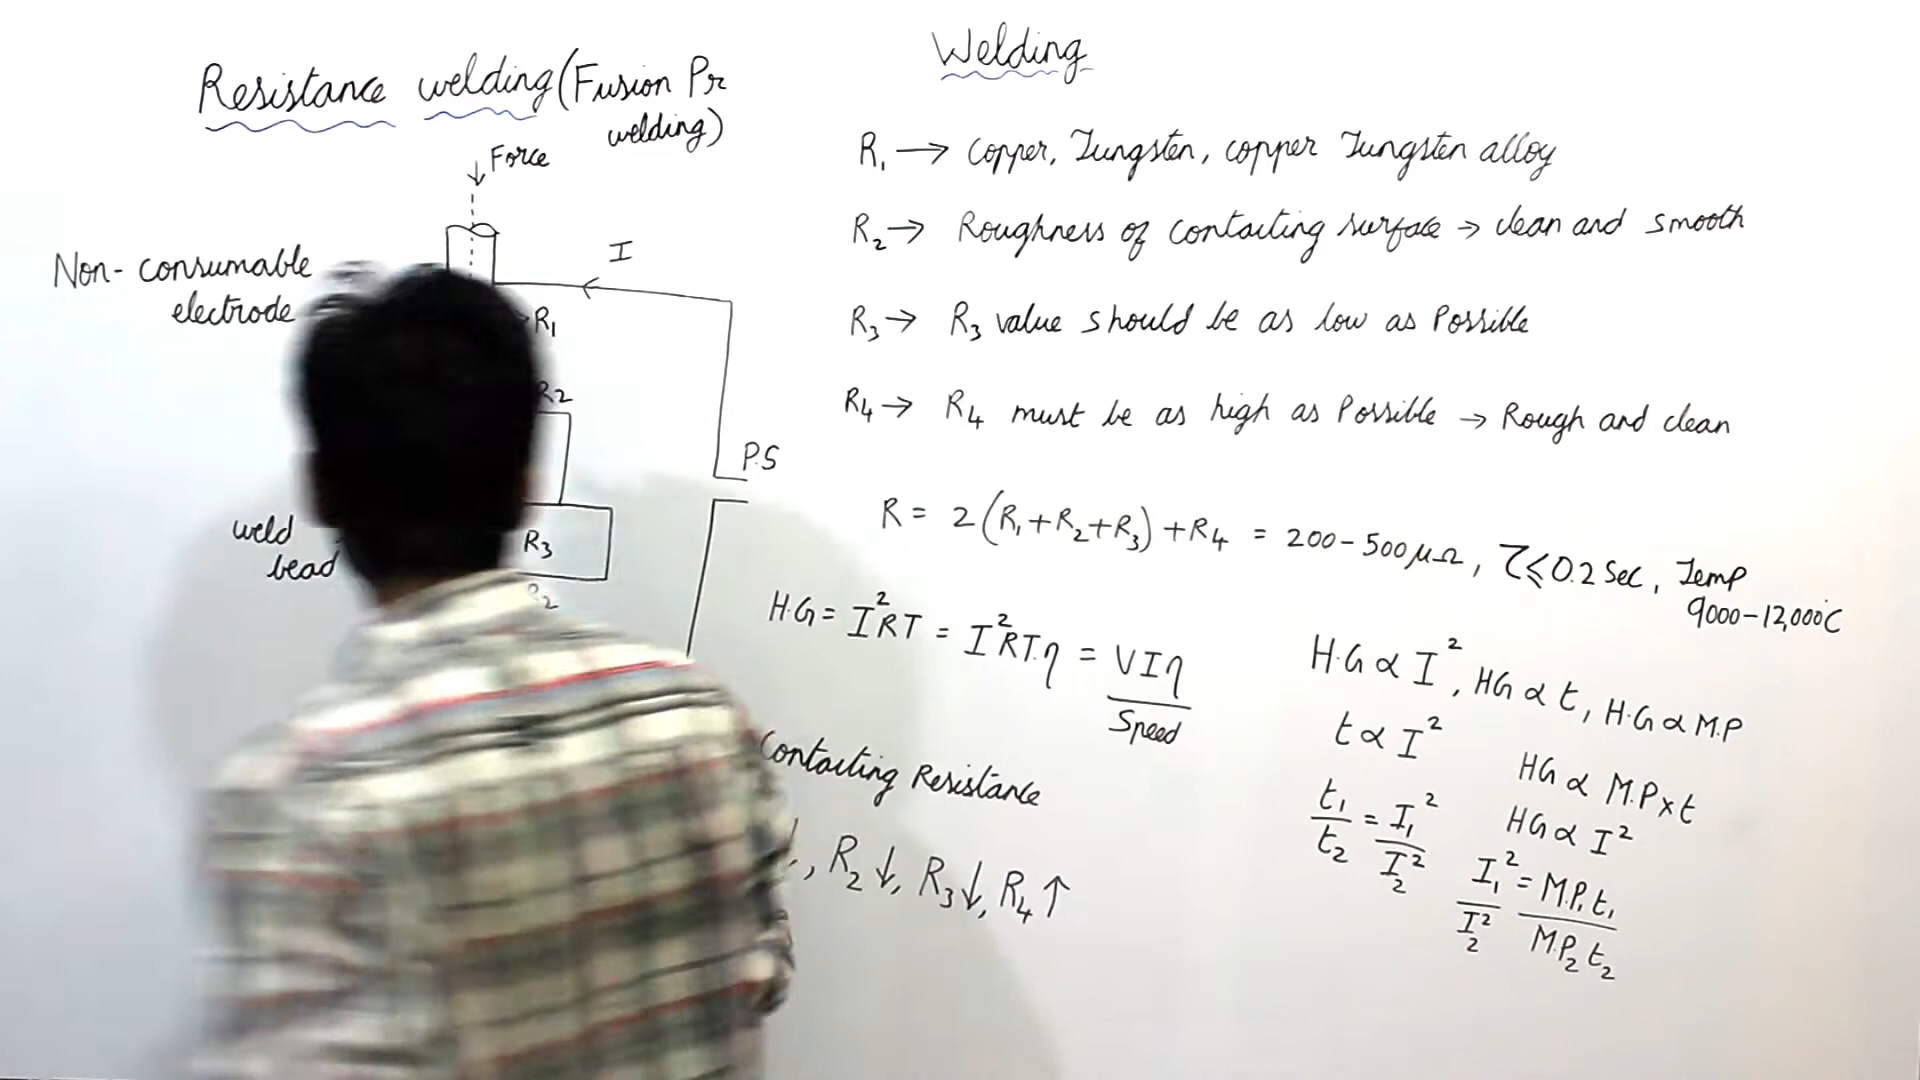 Welding
Resistance welding (Fusion Pr
welding)
Force
I
Non-consumable
electrode
R1
R2
P.S
weld
bead
R3
R2
R1 → Copper, Tungsten, copper Tungsten alloy
R2 → Roughness of contacting surface → clean and smooth
R3 → R3 value should be as low as Possible
R4 → R4 must be as high as Possible → Rough and clean
R = 2(R1+R2+R3)+R4 = 200-500μΩ, τ≤0.2 Sec, Temp
9000-12,000°C
H.G = I²RT = I²RT.η = VIη
Speed
Contacting Resistance
↓, R2↓, R3↓, R4↑
H.G ∝ I², HG ∝ t, H.G ∝ M.P
t ∝ I²
HG ∝ M.P×t
HG ∝ I²
t1/t2 = I1²/I2²
I1²/I2² = M.P1 t1/M.P2 t2